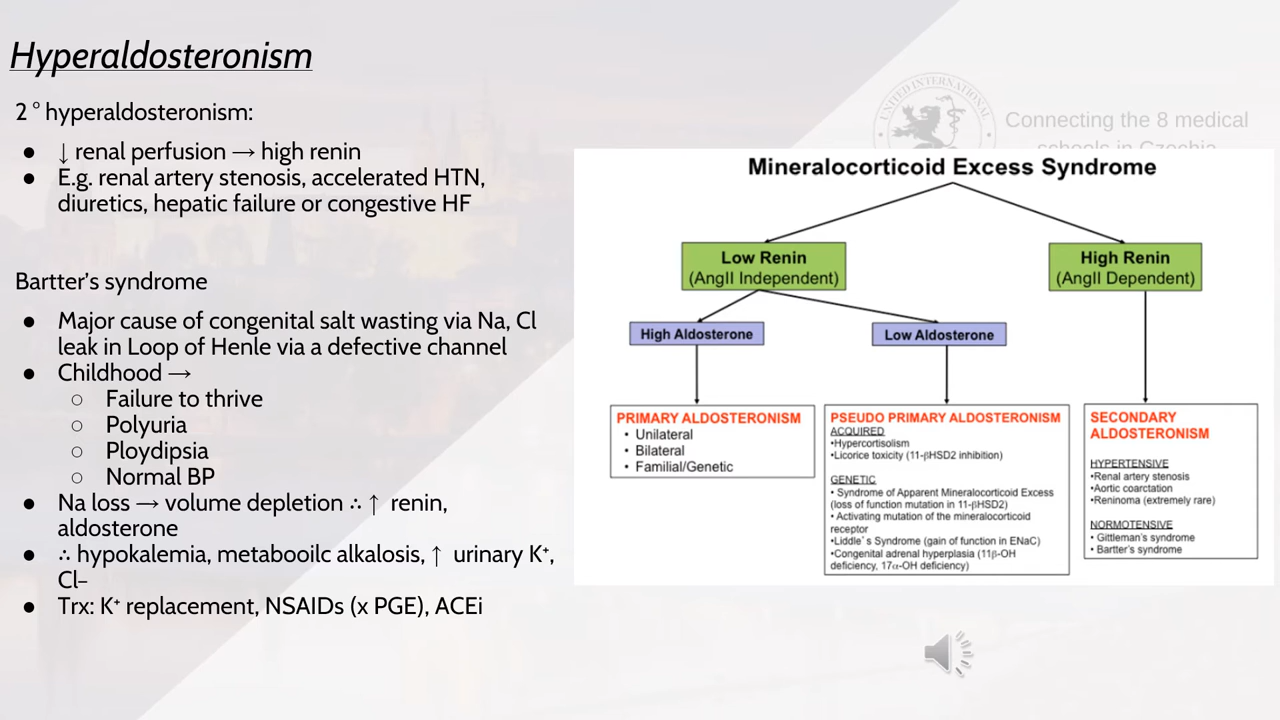 Hyperaldosteronism
2 ° hyperaldosteronism:
● ↓ renal perfusion → high renin
● E.g. renal artery stenosis, accelerated HTN,
diuretics, hepatic failure or congestive HF
Bartter’s syndrome
● Major cause of congenital salt wasting via Na, Cl
leak in Loop of Henle via a defective channel
● Childhood →
○ Failure to thrive
○ Polyuria
○ Ploydipsia
○ Normal BP
● Na loss → volume depletion ∴ ↑ renin,
aldosterone
● ∴ hypokalemia, metabooilc alkalosis, ↑ urinary K⁺,
Cl–
● Trx: K⁺ replacement, NSAIDs (x PGE), ACEi
UNITED INTERNATIONAL
Connecting the 8 medical
schools in Czechia
Mineralocorticoid Excess Syndrome
Low Renin
(AngII Independent)
High Renin
(AngII Dependent)
High Aldosterone
Low Aldosterone
PRIMARY ALDOSTERONISM
• Unilateral
• Bilateral
• Familial/Genetic
PSEUDO PRIMARY ALDOSTERONISM
ACQUIRED
•Hypercortisolism
•Licorice toxicity (11-βHSD2 inhibition)
GENETIC
• Syndrome of Apparent Mineralocorticoid Excess
(loss of function mutation in 11-βHSD2)
• Activating mutation of the mineralocorticoid
receptor
•Liddle`s Syndrome (gain of function in ENaC)
•Congenital adrenal hyperplasia (11β-OH
deficiency, 17α-OH deficiency)
SECONDARY
ALDOSTERONISM
HYPERTENSIVE
•Renal artery stenosis
•Aortic coarctation
•Reninoma (extremely rare)
NORMOTENSIVE
• Gittleman’s syndrome
• Bartter’s syndrome